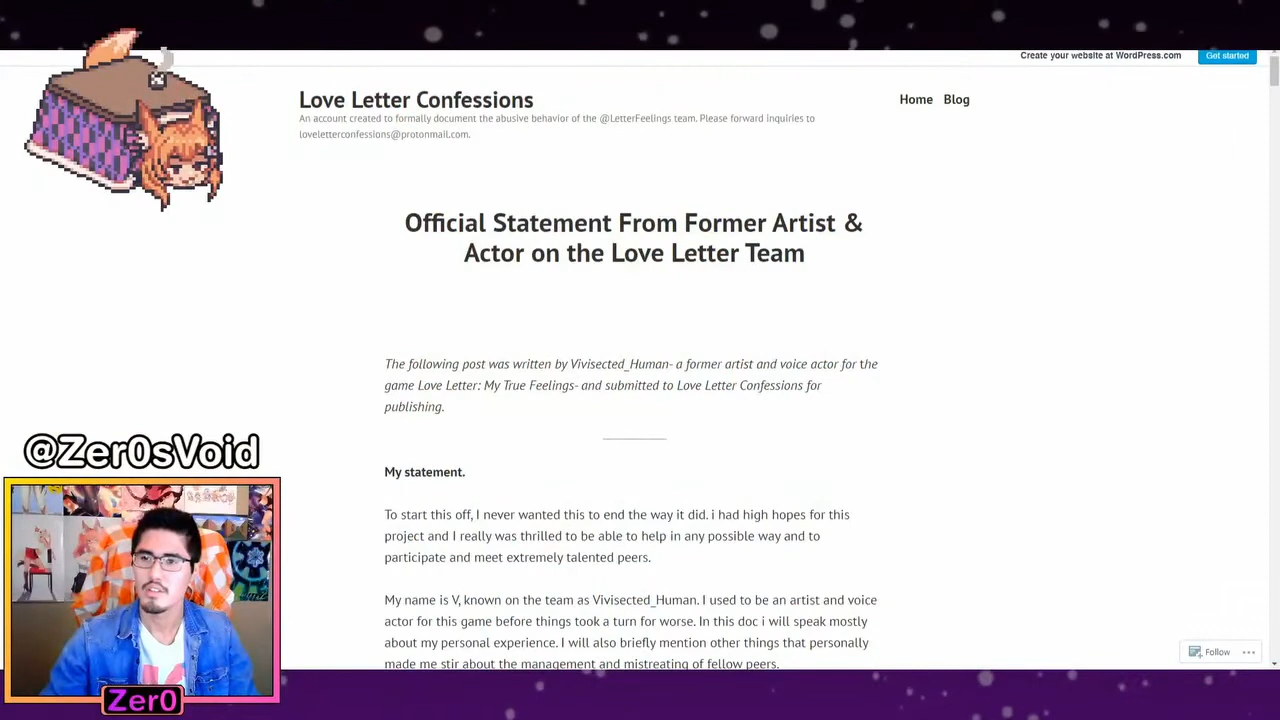 Create your website at WordPress.com
Get started
Love Letter Confessions
Home Blog
An account created to formally document the abusive behavior of the @LetterFeelings team. Please forward inquiries to
loveletterconfessions@protonmail.com.
Official Statement From Former Artist &
Actor on the Love Letter Team
The following post was written by Vivisected_Human- a former artist and voice actor for the
game Love Letter: My True Feelings- and submitted to Love Letter Confessions for
publishing.
My statement.
To start this off, I never wanted this to end the way it did. i had high hopes for this
project and I really was thrilled to be able to help in any possible way and to
participate and meet extremely talented peers.
My name is V, known on the team as Vivisected_Human. I used to be an artist and voice
actor for this game before things took a turn for worse. In this doc i will speak mostly
about my personal experience. I will also briefly mention other things that personally
made me stir about the management and mistreating of fellow peers.
Follow
@Zer0sVoid
Zer0